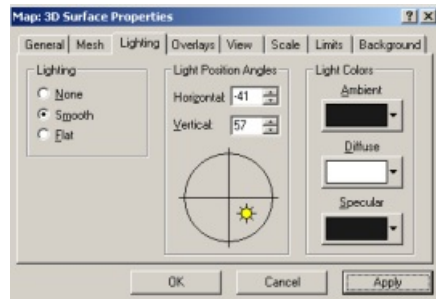 Map: 3D Surface Properties
General Mesh Lighting Overlays View Scale Limits Background
Lighting
None
Smooth
Flat
Light Position Angles
Horizontal: -41
Vertical: 57
Light Colors
Ambient
Diffuse
Specular
OK Cancel Apply